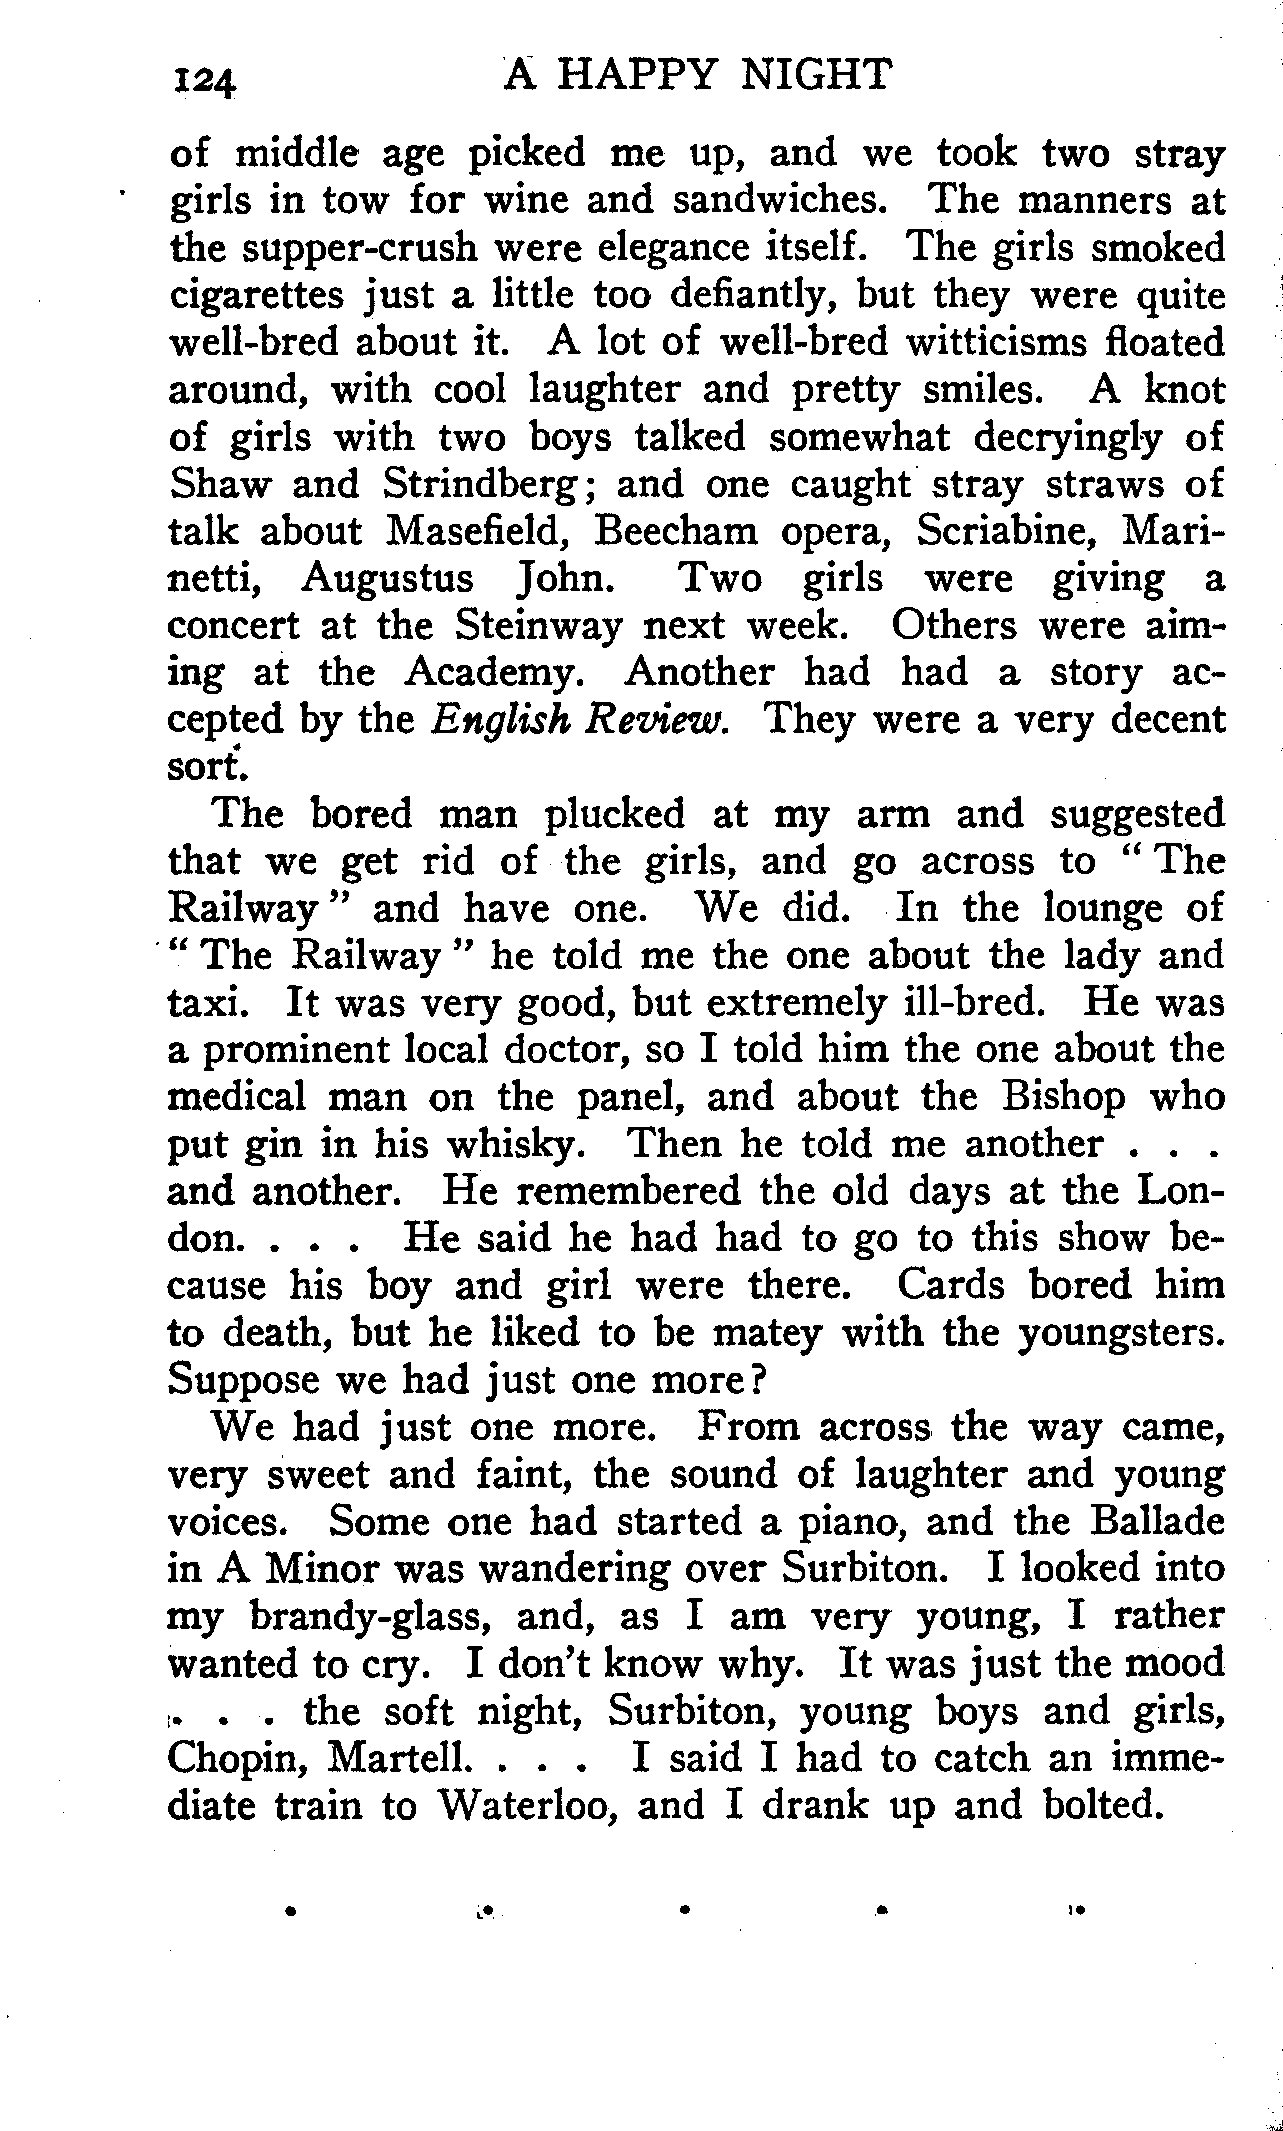 124 A HAPPY NIGHT
of middle age picked me up, and we took two stray
girls in tow for wine and sandwiches. The manners at
the supper-crush were elegance itself. The girls smoked
cigarettes just a little too defiantly, but they were quite
well-bred about it. A lot of well-bred witticisms floated
around, with cool laughter and pretty smiles. A knot
of girls with two boys talked somewhat decryingly of
Shaw and Strindberg; and one caught stray straws of
talk about Masefield, Beecham opera, Scriabine, Mari-
netti, Augustus John. Two girls were giving a
concert at the Steinway next week. Others were aim-
ing at the Academy. Another had had a story ac-
cepted by the English Review. They were a very decent
sort.
The bored man plucked at my arm and suggested
that we get rid of the girls, and go across to “ The
Railway ” and have one. We did. In the lounge of
“ The Railway ” he told me the one about the lady and
taxi. It was very good, but extremely ill-bred. He was
a prominent local doctor, so I told him the one about the
medical man on the panel, and about the Bishop who
put gin in his whisky. Then he told me another . . .
and another. He remembered the old days at the Lon-
don. . . . He said he had had to go to this show be-
cause his boy and girl were there. Cards bored him
to death, but he liked to be matey with the youngsters.
Suppose we had just one more?
We had just one more. From across the way came,
very sweet and faint, the sound of laughter and young
voices. Some one had started a piano, and the Ballade
in A Minor was wandering over Surbiton. I looked into
my brandy-glass, and, as I am very young, I rather
wanted to cry. I don't know why. It was just the mood
. . . the soft night, Surbiton, young boys and girls,
Chopin, Martell. . . . I said I had to catch an imme-
diate train to Waterloo, and I drank up and bolted.
. . . . .